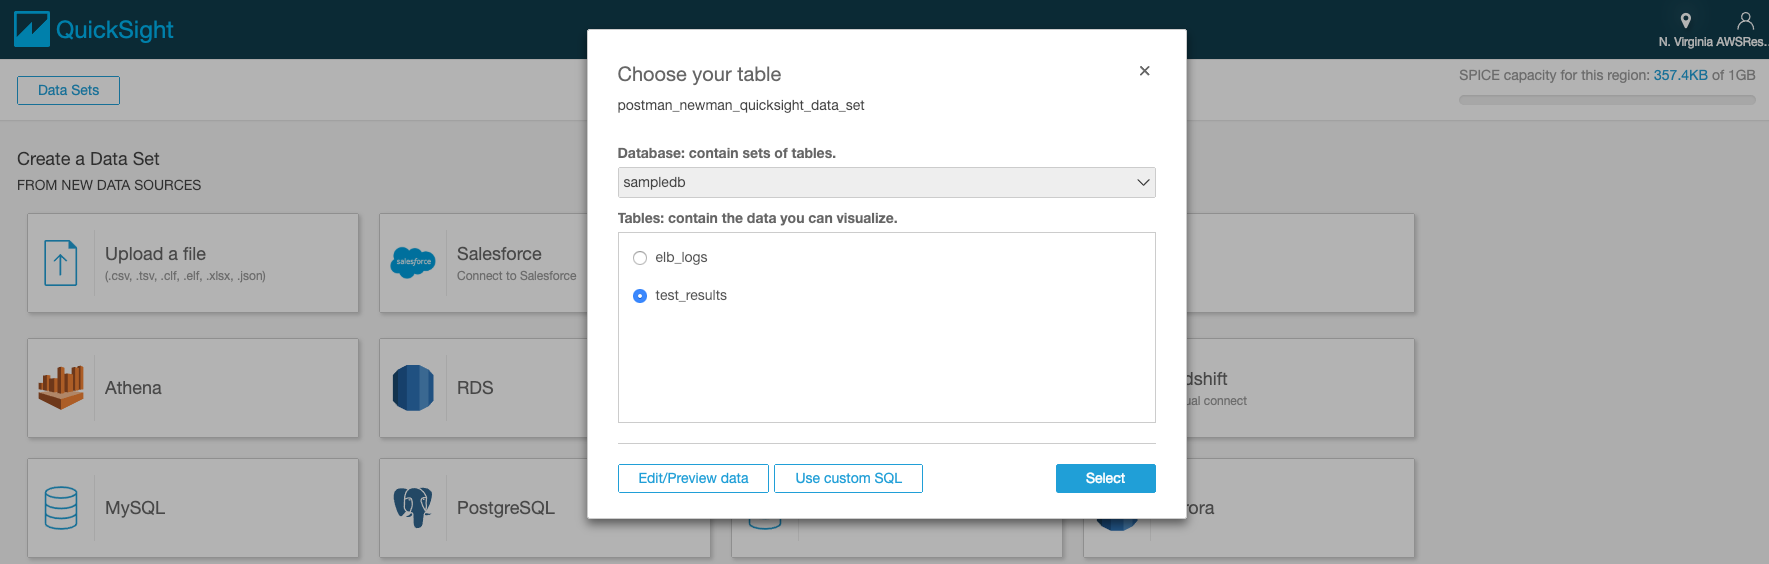 QuickSight
N. Virginia AWSRes...
Data Sets
SPICE capacity for this region: 357.4KB of 1GB
Choose your table
postman_newman_quicksight_data_set
Database: contain sets of tables.
sampledb
Tables: contain the data you can visualize.
elb_logs
test_results
Edit/Preview data
Use custom SQL
Select
Create a Data Set
FROM NEW DATA SOURCES
Upload a file
(.csv, .tsv, .clf, .elf, .xlsx, .json)
salesforce
Salesforce
Connect to Salesforce
Athena
RDS
dshift
ual connect
MySQL
PostgreSQL
rora